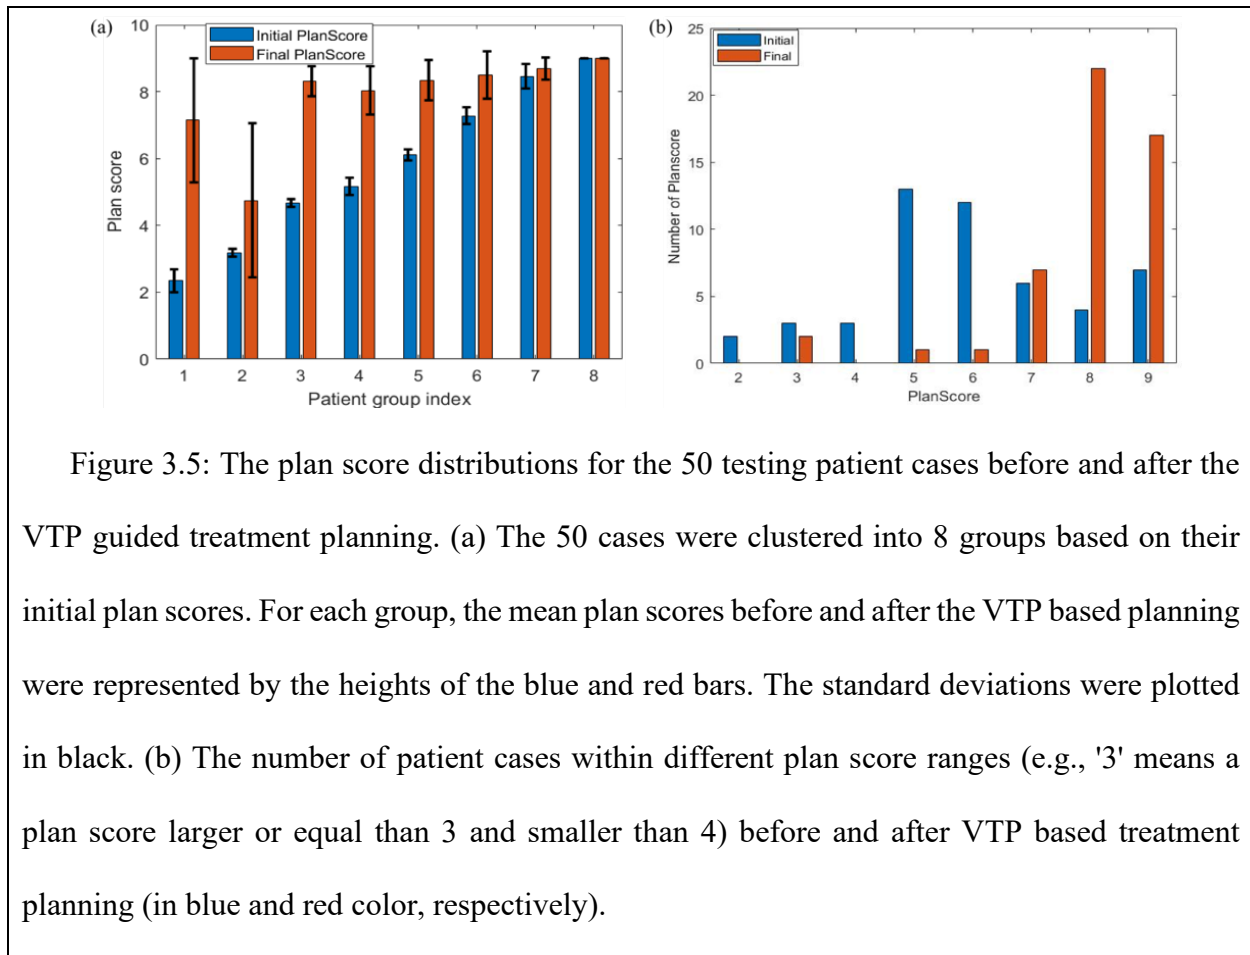 (a)
10
8
6
4
2
0
Plan score
Initial PlanScore
Final PlanScore
1 2 3 4 5 6 7 8
Patient group index
(b)
25
20
15
10
5
0
Number of Planscore
Initial
Final
2 3 4 5 6 7 8 9
PlanScore
Figure 3.5: The plan score distributions for the 50 testing patient cases before and after the
VTP guided treatment planning. (a) The 50 cases were clustered into 8 groups based on their
initial plan scores. For each group, the mean plan scores before and after the VTP based planning
were represented by the heights of the blue and red bars. The standard deviations were plotted
in black. (b) The number of patient cases within different plan score ranges (e.g., '3' means a
plan score larger or equal than 3 and smaller than 4) before and after VTP based treatment
planning (in blue and red color, respectively).